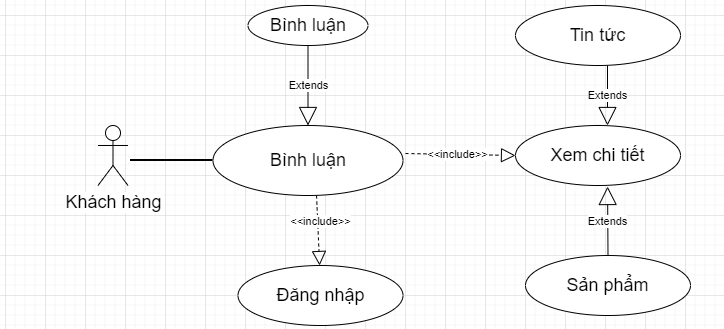 Bình luận
Tin tức
Extends
Extends
Bình luận
<<include>>
Xem chi tiết
Khách hàng
<<include>>
Extends
Đăng nhập
Sản phẩm